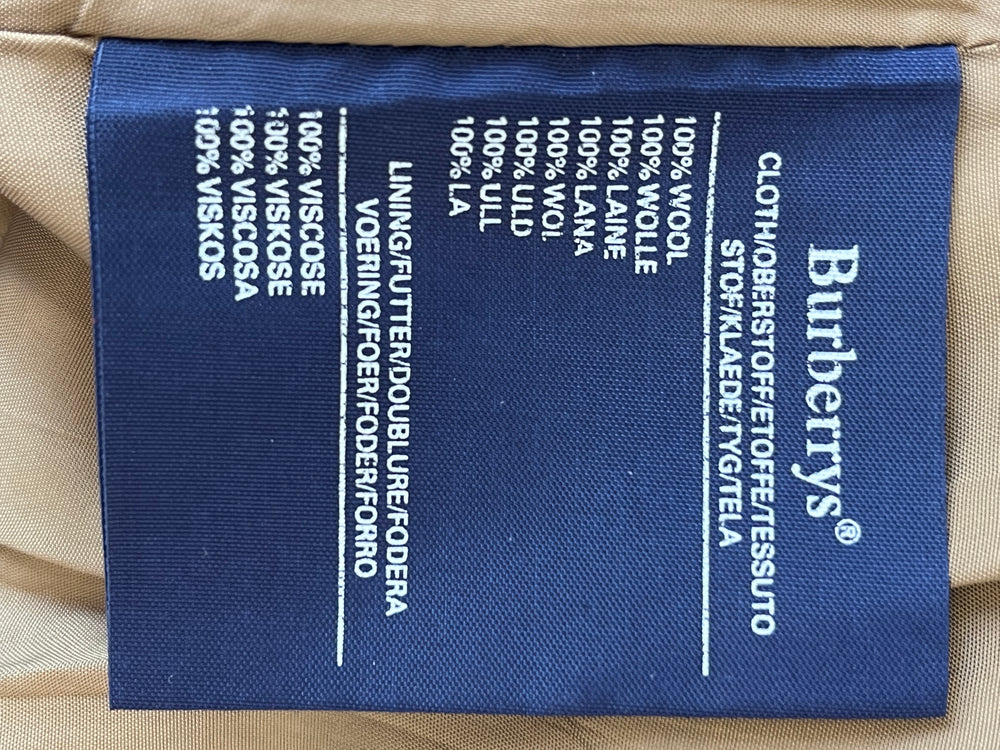 Burberrys®
CLOTH/OBERSTOFF/ETOFFE/TESSUTO
STOF/KLAEDE/TYG/TELA
100% WOOL
100% WOLLE
100% LAINE
100% LANA
100% WOL
100% ULD
100% ULL
100% LA
LINING/FUTTER/DOUBLURE/FODERA
VOERING/FOER/FODER/FORRO
100% VISCOSE
100% VISKOSE
100% VISCOSA
100% VISKOS